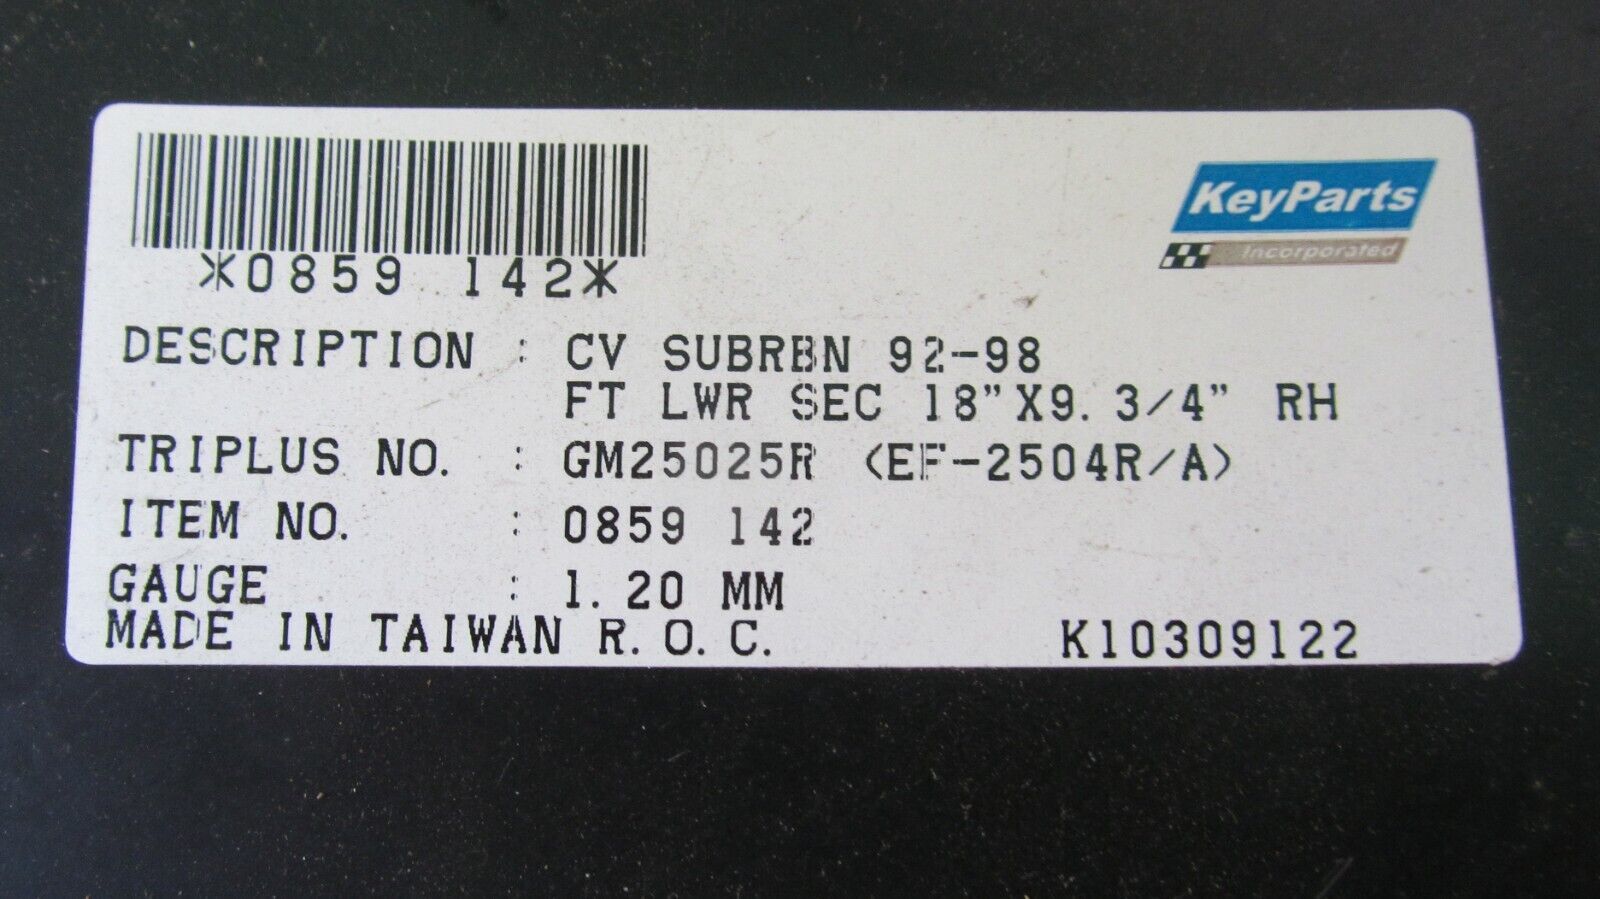 KeyParts
Incorporated
*0859 142*
DESCRIPTION : CV SUBRBN 92-98
FT LWR SEC 18"X9. 3/4" RH
TRIPLUS NO. : GM25025R (EF-2504R/A)
ITEM NO. : 0859 142
GAUGE : 1. 20 MM
MADE IN TAIWAN R. O. C. K10309122